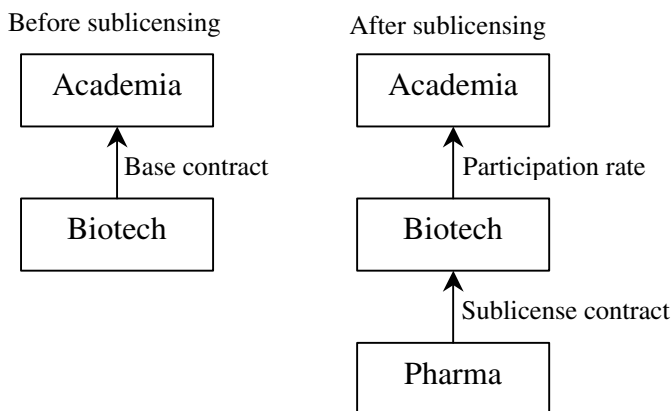 Before sublicensing
Academia
Base contract
Biotech
After sublicensing
Academia
Participation rate
Biotech
Sublicense contract
Pharma